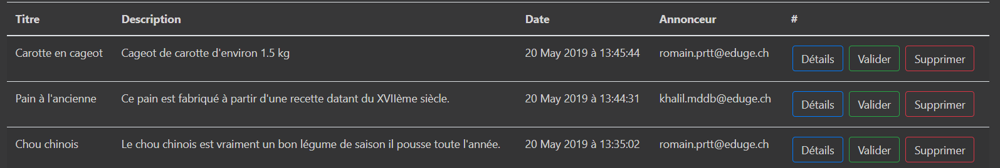 Titre Description Date Annonceur #
Carotte en cageot Cageot de carotte d'environ 1.5 kg 20 May 2019 à 13:45:44 romain.prtt@eduge.ch Détails Valider Supprimer
Pain à l'ancienne Ce pain est fabriqué à partir d'une recette datant du XVIIème siècle. 20 May 2019 à 13:44:31 khalil.mddb@eduge.ch Détails Valider Supprimer
Chou chinois Le chou chinois est vraiment un bon légume de saison il pousse toute l'année. 20 May 2019 à 13:35:02 romain.prtt@eduge.ch Détails Valider Supprimer